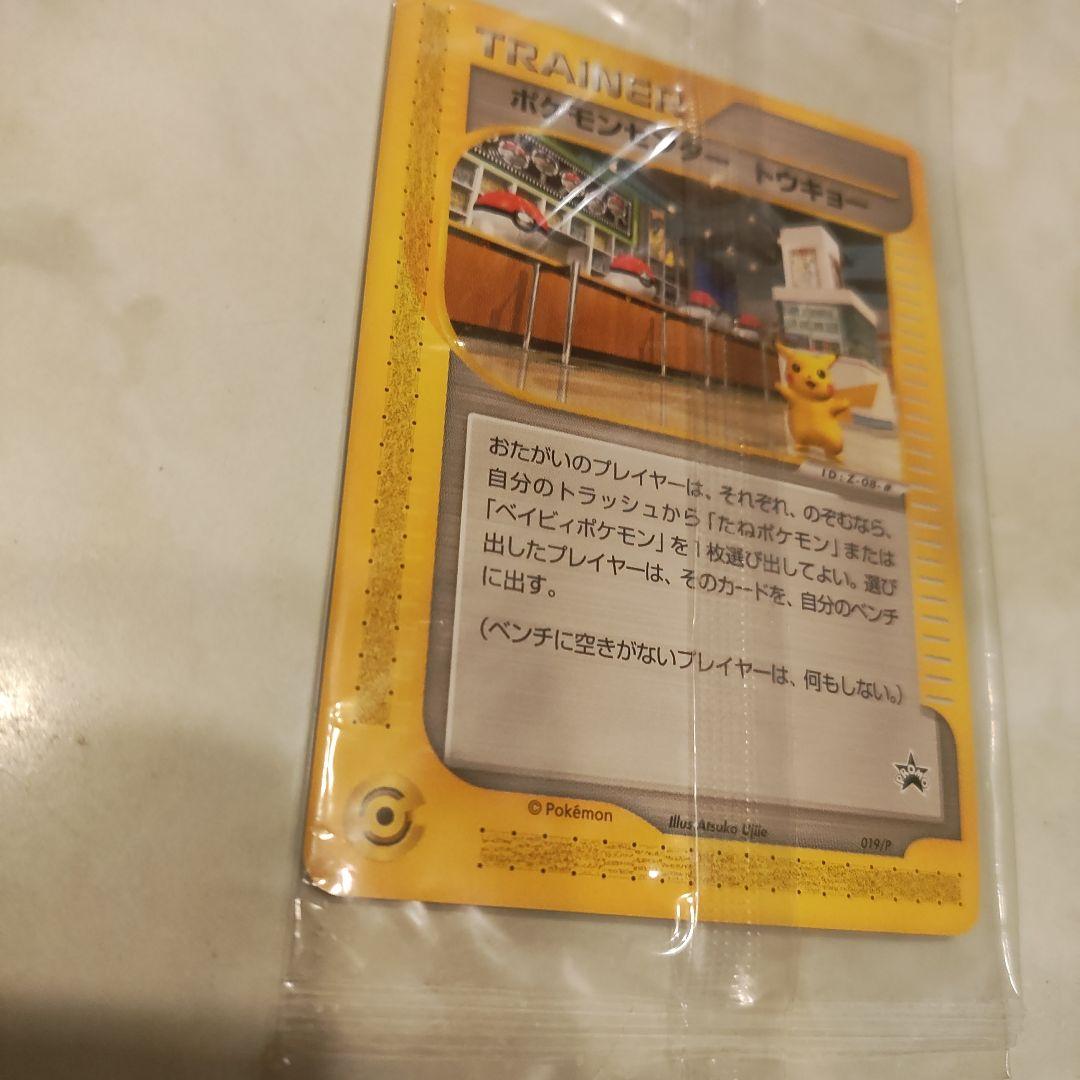 TRAINER
ポケモンセンター トウキョー
ID:Z-08-#
おたがいのプレイヤーは、それぞれ、のぞむなら、
自分のトラッシュから「たねポケモン」または
「ベイビィポケモン」を1枚選び出してよい。選び
出したプレイヤーは、そのカードを、自分のベンチ
に出す。
(ベンチに空きがないプレイヤーは、何もしない。)
PROMO
© Pokémon
Illus. Atsuko Ujiie
019/P